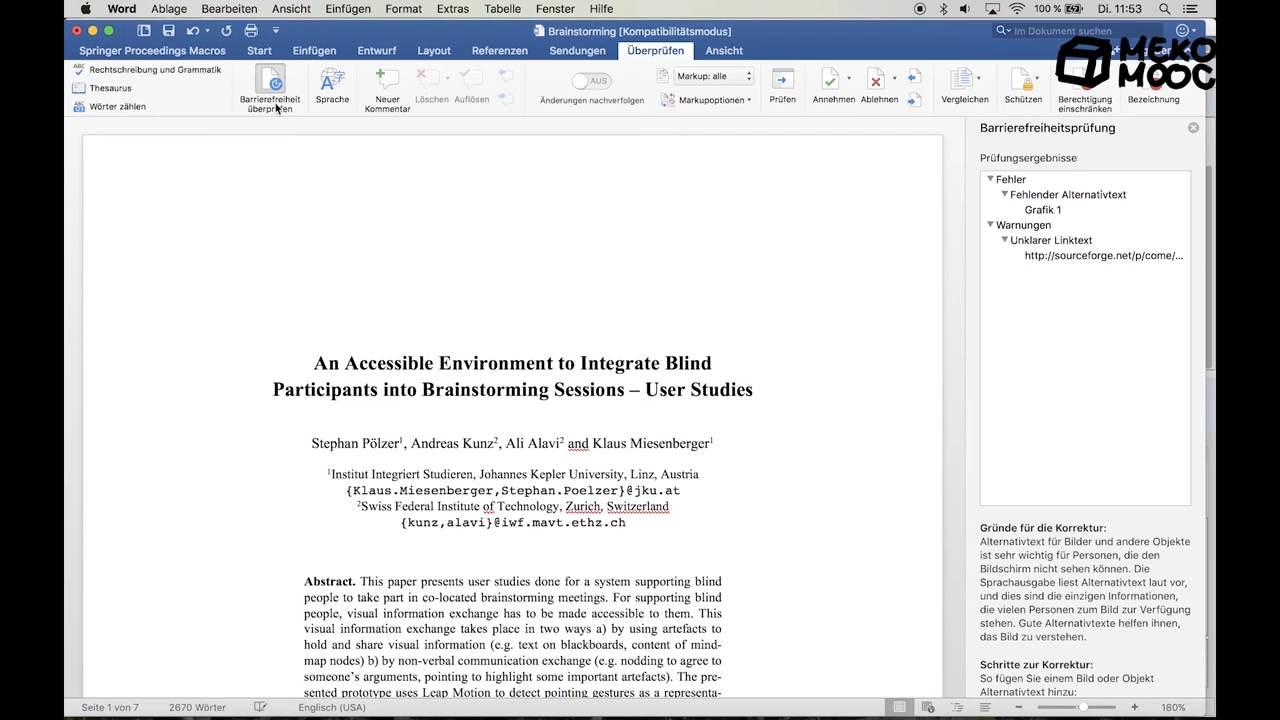 Word Ablage Bearbeiten Ansicht Einfügen Format Extras Tabelle Fenster Hilfe 100 % Di. 11:53
Brainstorming [Kompatibilitätsmodus]
Im Dokument suchen
Springer Proceedings Macros Start Einfügen Entwurf Layout Referenzen Sendungen Überprüfen Ansicht
MEKO
MOOC
ABC Rechtschreibung und Grammatik
Thesaurus
ABC Wörter zählen
Barrierefreiheit
überprüfen
Sprache
Neuer
Kommentar
Löschen
Auflösen
AUS
Änderungen nachverfolgen
Markup: alle
Markupoptionen
Prüfen
Annehmen
Ablehnen
Vergleichen
Schützen
Berechtigung
einschränken
Bezeichnung
An Accessible Environment to Integrate Blind
Participants into Brainstorming Sessions – User Studies
Stephan Pölzer1, Andreas Kunz2, Ali Alavi2 and Klaus Miesenberger1
1Institut Integriert Studieren, Johannes Kepler University, Linz, Austria
{Klaus.Miesenberger,Stephan.Poelzer}@jku.at
2Swiss Federal Institute of Technology, Zurich, Switzerland
{kunz,alavi}@iwf.mavt.ethz.ch
Abstract. This paper presents user studies done for a system supporting blind
people to take part in co-located brainstorming meetings. For supporting blind
people, visual information exchange has to be made accessible to them. This
visual information exchange takes place in two ways a) by using artefacts to
hold and share visual information (e.g. text on blackboards, content of mind-
map nodes) b) by non-verbal communication exchange (e.g. nodding to agree to
someone's arguments, pointing to highlight some important artefacts). The pre-
sented prototype uses Leap Motion to detect pointing gestures as a representa-
Barrierefreiheitsprüfung
Prüfungsergebnisse
Fehler
Fehlender Alternativtext
Grafik 1
Warnungen
Unklarer Linktext
http://sourceforge.net/p/come/...
Gründe für die Korrektur:
Alternativtext für Bilder und andere Objekte
ist sehr wichtig für Personen, die den
Bildschirm nicht sehen können. Die
Sprachausgabe liest Alternativtext laut vor,
und dies sind die einzigen Informationen,
die vielen Personen zum Bild zur Verfügung
stehen. Gute Alternativtexte helfen ihnen,
das Bild zu verstehen.
Schritte zur Korrektur:
So fügen Sie einem Bild oder Objekt
Alternativtext hinzu:
Seite 1 von 7 2670 Wörter English (USA) 180%